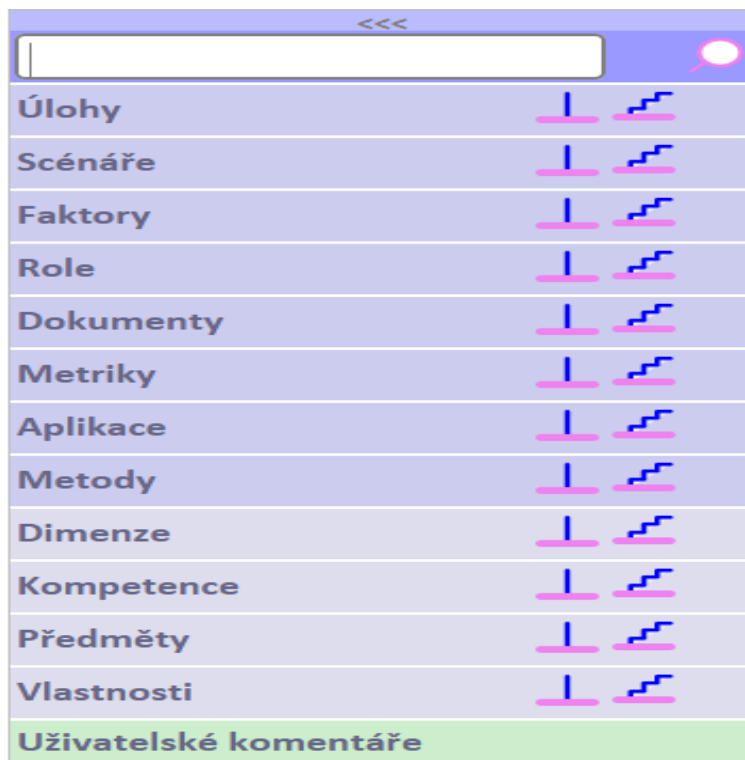 <<<
Úlohy
Scénáře
Faktory
Role
Dokumenty
Metriky
Aplikace
Metody
Dimenze
Kompetence
Předměty
Vlastnosti
Uživatelské komentáře